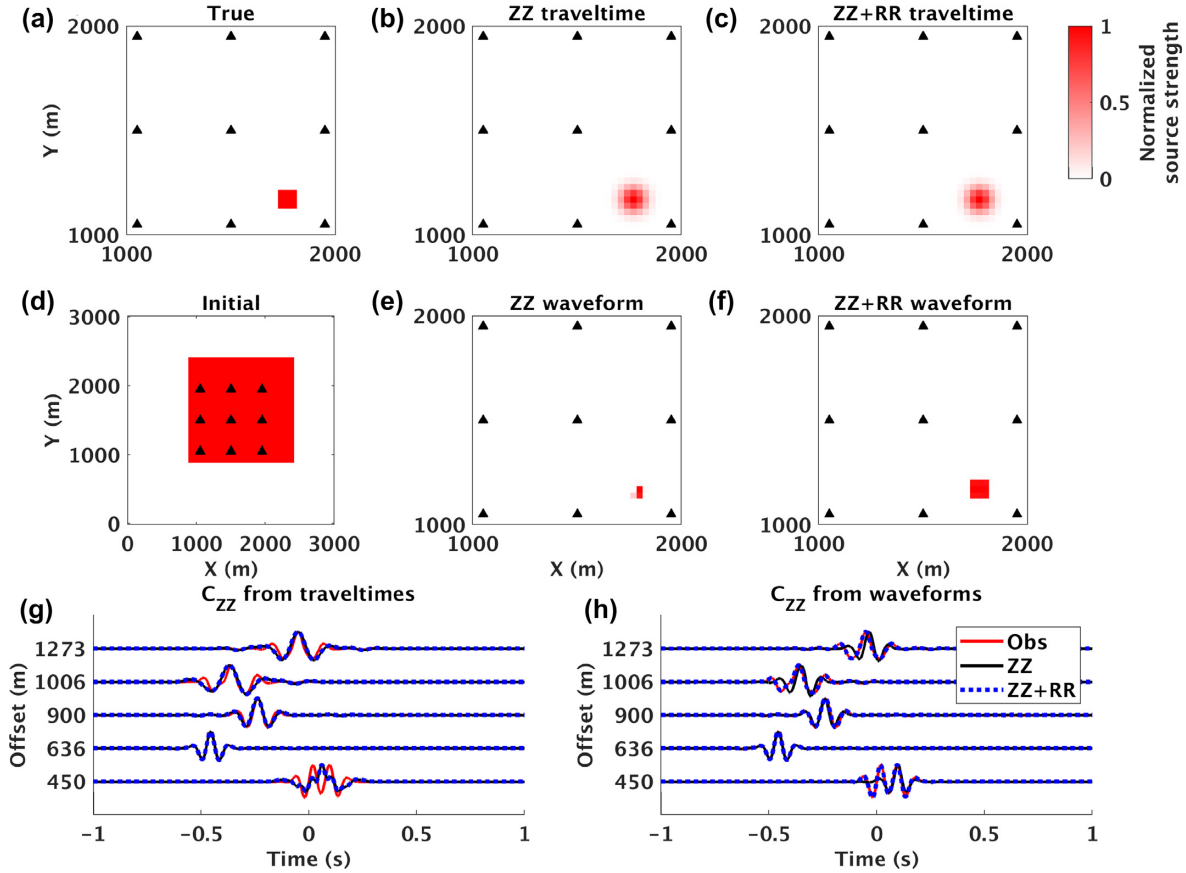 (a) True
(b) ZZ traveltime
(c) ZZ+RR traveltime
2000
Y (m)
1000
1000 2000
2000
1000
1000 2000
2000
1000
1000 2000
1
0.5
0
Normalized
source strength
(d) Initial
(e) ZZ waveform
(f) ZZ+RR waveform
3000
2000
1000
0
Y (m)
0 1000 2000 3000
X (m)
2000
1000
1000 2000
X (m)
2000
1000
1000 2000
X (m)
(g) CZZ from traveltimes
1273
1006
900
636
450
Offset (m)
-1 -0.5 0 0.5 1
Time (s)
(h) CZZ from waveforms
Obs
ZZ
ZZ+RR
1273
1006
900
636
450
Offset (m)
-1 -0.5 0 0.5 1
Time (s)